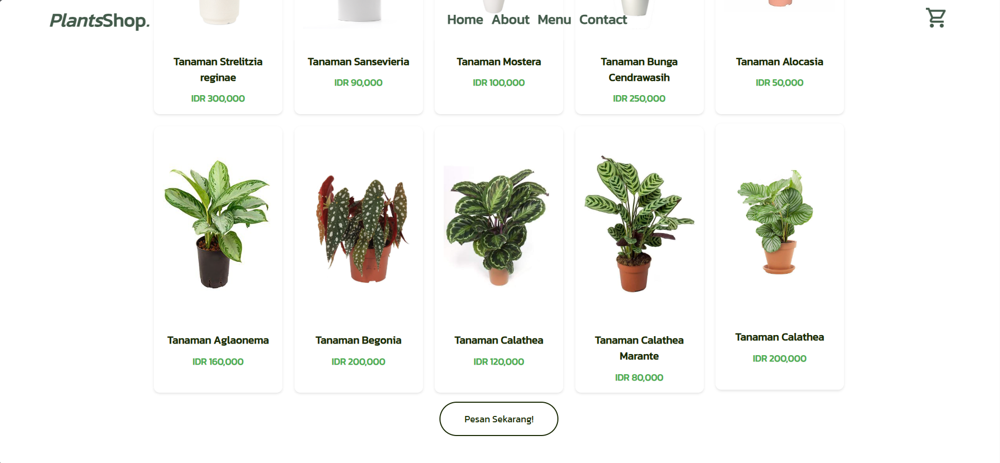 PlantsShop.
Home About Menu Contact
Tanaman Strelitzia
reginae
IDR 300,000
Tanaman Sansevieria
IDR 90,000
Tanaman Mostera
IDR 100,000
Tanaman Bunga
Cendrawasih
IDR 250,000
Tanaman Alocasia
IDR 50,000
Tanaman Aglaonema
IDR 160,000
Tanaman Begonia
IDR 200,000
Tanaman Calathea
IDR 120,000
Tanaman Calathea
Marante
IDR 80,000
Tanaman Calathea
IDR 200,000
Pesan Sekarang!